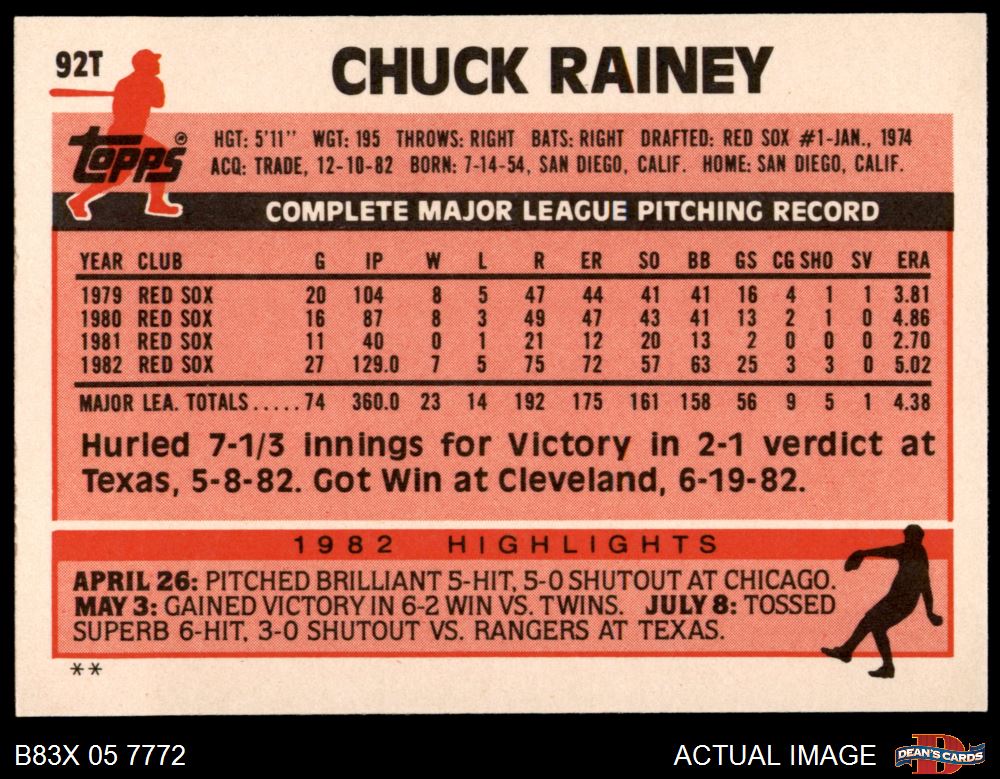 92T
CHUCK RAINEY
topps®
HGT: 5'11" WGT: 195 THROWS: RIGHT BATS: RIGHT DRAFTED: RED SOX #1-JAN., 1974
ACQ: TRADE, 12-10-82 BORN: 7-14-54, SAN DIEGO, CALIF. HOME: SAN DIEGO, CALIF.
COMPLETE MAJOR LEAGUE PITCHING RECORD
YEAR CLUB G IP W L R ER SO BB GS CG SHO SV ERA
1979 RED SOX 20 104 8 5 47 44 41 41 16 4 1 1 3.81
1980 RED SOX 16 87 8 3 49 47 43 41 13 2 1 0 4.86
1981 RED SOX 11 40 0 1 21 12 20 13 2 0 0 0 2.70
1982 RED SOX 27 129.0 7 5 75 72 57 63 25 3 3 0 5.02
MAJOR LEA. TOTALS.....74 360.0 23 14 192 175 161 158 56 9 5 1 4.38
Hurled 7-1/3 innings for Victory in 2-1 verdict at
Texas, 5-8-82. Got Win at Cleveland, 6-19-82.
1982 HIGHLIGHTS
APRIL 26: PITCHED BRILLIANT 5-HIT, 5-0 SHUTOUT AT CHICAGO.
MAY 3: GAINED VICTORY IN 6-2 WIN VS. TWINS. JULY 8: TOSSED
SUPERB 6-HIT, 3-0 SHUTOUT VS. RANGERS AT TEXAS.
**
B83X 05 7772
ACTUAL IMAGE
DEAN'S CARDS